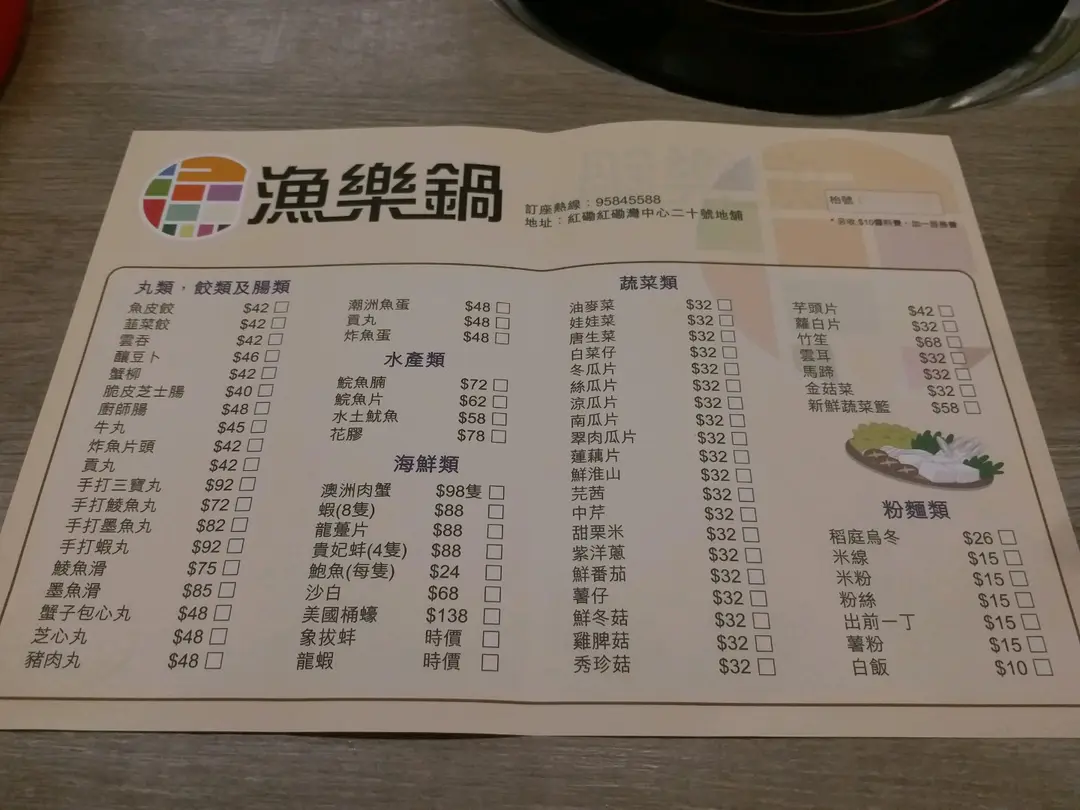 漁樂鍋
訂座熱線：95845588
地址：紅磡紅磡灣中心二十號地舖
枱號：
丸類，餃類及腸類
魚皮餃 $42
韮菜餃 $42
雲吞 $42
釀豆卜 $46
蟹柳 $42
脆皮芝士腸 $40
廚師腸 $48
牛丸 $45
炸魚片頭 $42
貢丸 $42
手打三寶丸 $92
手打鯪魚丸 $72
手打墨魚丸 $82
手打蝦丸 $92
鯪魚滑 $75
墨魚滑 $85
蟹子包心丸 $48
芝心丸 $48
豬肉丸 $48
潮洲魚蛋 $48
貢丸 $48
炸魚蛋 $48
水產類
鯇魚腩 $72
鯇魚片 $62
水土魷魚 $58
花膠 $78
海鮮類
澳洲肉蟹 $98隻
蝦(8隻) $88
龍躉片 $88
貴妃蚌(4隻) $88
鮑魚(每隻) $24
沙白 $68
美國桶蠔 $138
象拔蚌 時價
龍蝦 時價
蔬菜類
油麥菜 $32
娃娃菜 $32
唐生菜 $32
白菜仔 $32
冬瓜片 $32
絲瓜片 $32
涼瓜片 $32
南瓜片 $32
翠肉瓜片 $32
蓮藕片 $32
鮮淮山 $32
芫茜 $32
中芹 $32
甜栗米 $32
紫洋蔥 $32
鮮番茄 $32
薯仔 $32
鮮冬菇 $32
雞脾菇 $32
秀珍菇 $32
芋頭片 $42
蘿白片 $32
竹笙 $68
雲耳 $32
馬蹄 $32
金菇菜 $32
新鮮蔬菜籃 $58
粉麵類
稻庭烏冬 $26
米線 $15
米粉 $15
粉絲 $15
出前一丁 $15
薯粉 $15
白飯 $10